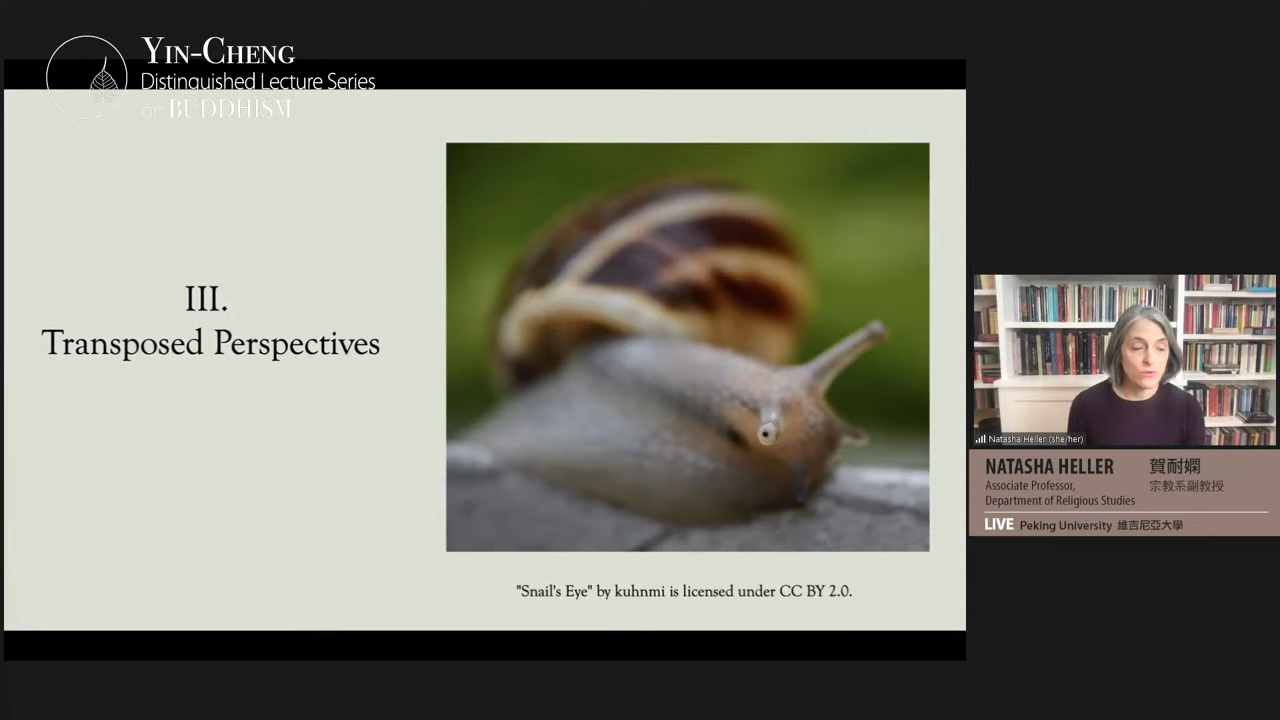 YIN-CHENG
Distinguished Lecture Series
on BUDDHISM
III.
Transposed Perspectives
"Snail's Eye" by kuhnmi is licensed under CC BY 2.0.
Natasha Heller (she/her)
NATASHA HELLER 賀耐嫻
Associate Professor, 宗教系副教授
Department of Religious Studies
LIVE Peking University 維吉尼亞大學